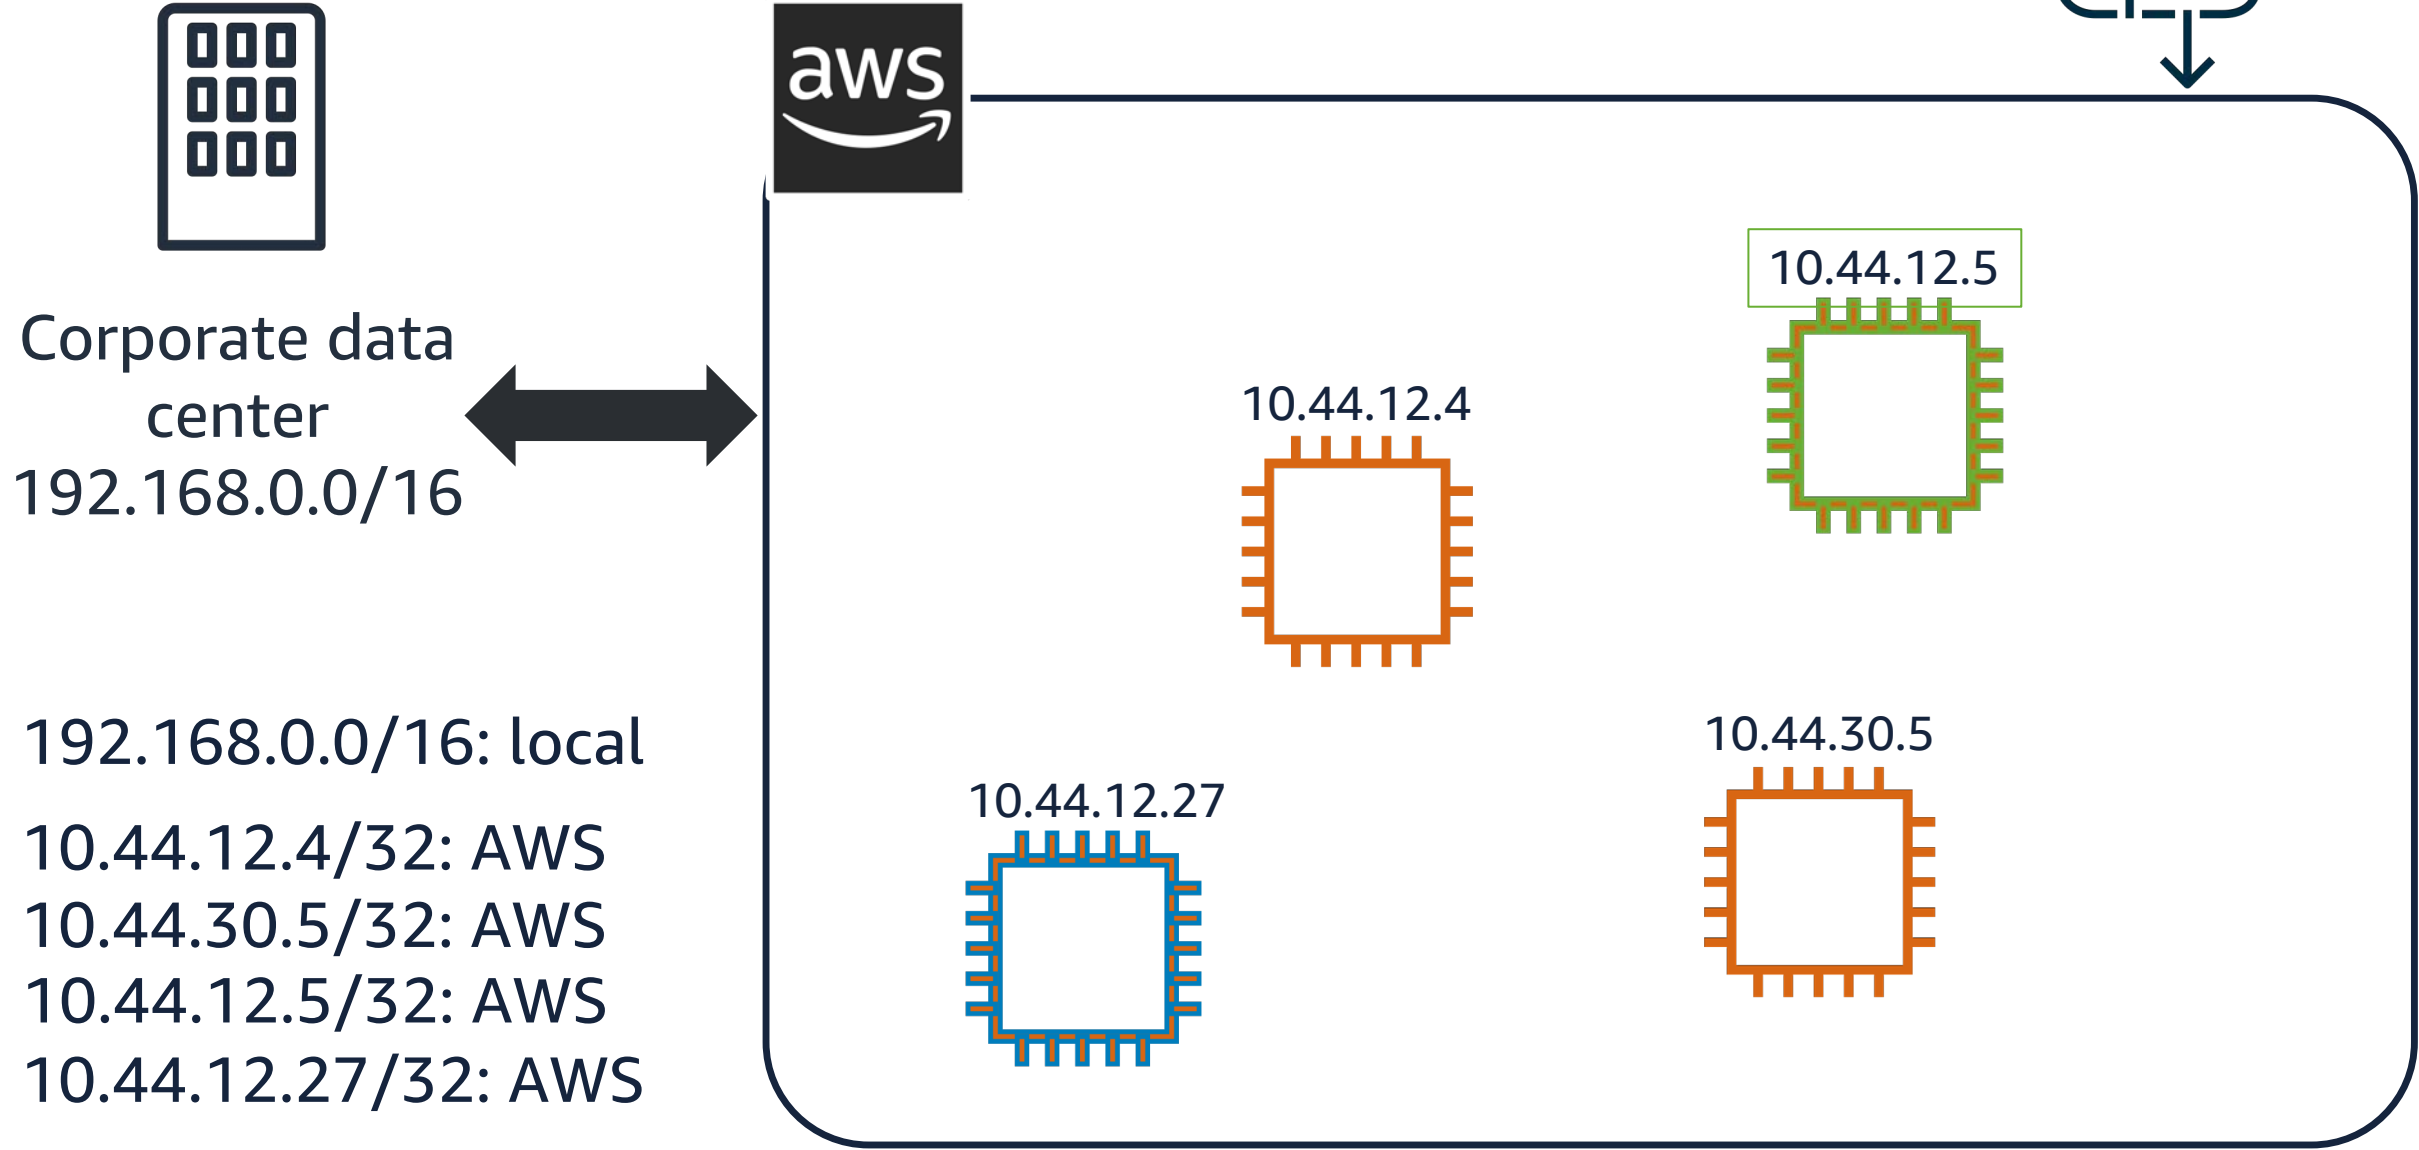 aws
Corporate data
center
192.168.0.0/16
192.168.0.0/16: local
10.44.12.4/32: AWS
10.44.30.5/32: AWS
10.44.12.5/32: AWS
10.44.12.27/32: AWS
10.44.12.5
10.44.12.4
10.44.30.5
10.44.12.27